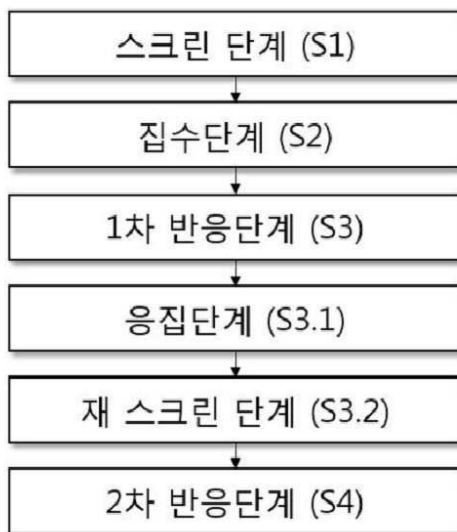 스크린 단계 (S1)
집수단계 (S2)
1차 반응단계 (S3)
응집단계 (S3.1)
재 스크린 단계 (S3.2)
2차 반응단계 (S4)